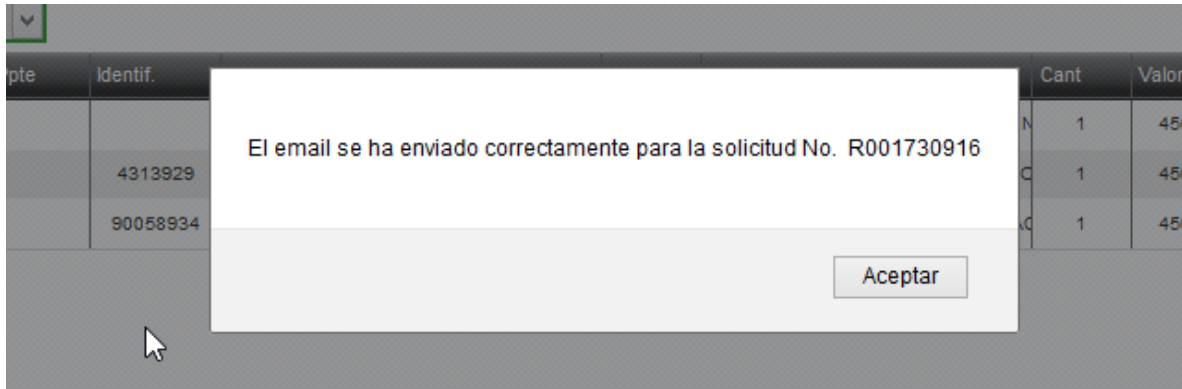 Identif. Cant Valor
1
El email se ha enviado correctamente para la solicitud No. R001730916
4313929 1
90058934 1
Aceptar